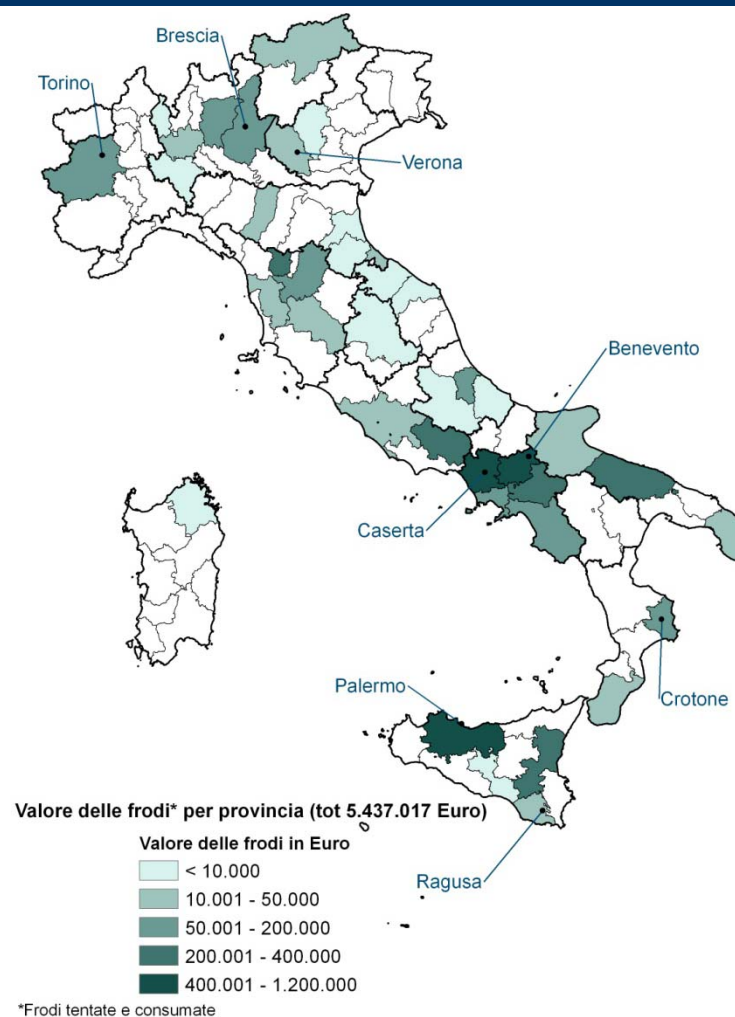 Brescia
Torino
Verona
Benevento
Caserta
Crotone
Palermo
Ragusa
Valore delle frodi* per provincia (tot 5.437.017 Euro)
Valore delle frodi in Euro
< 10.000
10.001 - 50.000
50.001 - 200.000
200.001 - 400.000
400.001 - 1.200.000
*Frodi tentate e consumate